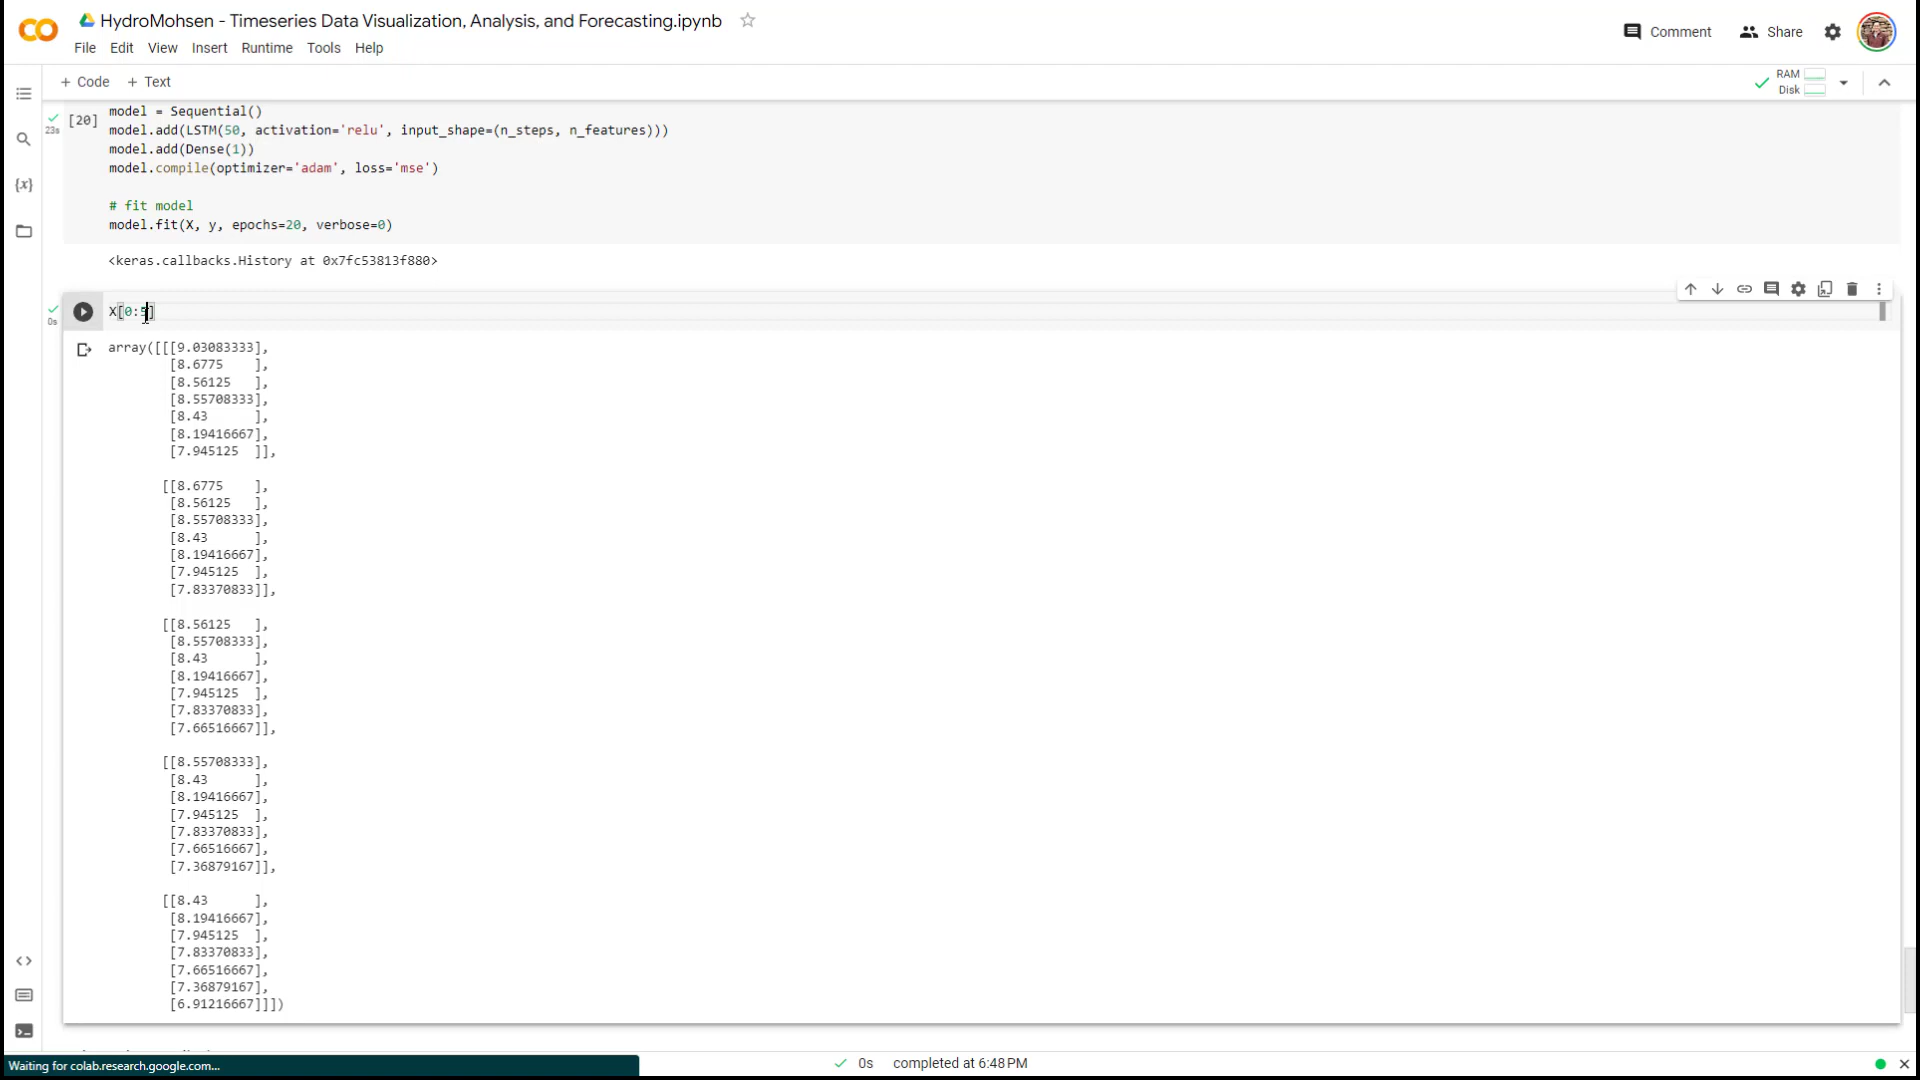 HydroMohsen - Timeseries Data Visualization, Analysis, and Forecasting.ipynb
File Edit View Insert Runtime Tools Help
Comment
Share
+ Code + Text
RAM
Disk
[20]
23s
model = Sequential()
model.add(LSTM(50, activation='relu', input_shape=(n_steps, n_features)))
model.add(Dense(1))
model.compile(optimizer='adam', loss='mse')
# fit model
model.fit(X, y, epochs=20, verbose=0)
<keras.callbacks.History at 0x7fc53813f880>
0s
X[0:5]
array([[[9.03083333],
[8.6775 ],
[8.56125 ],
[8.55708333],
[8.43 ],
[8.19416667],
[7.945125 ]],
[[8.6775 ],
[8.56125 ],
[8.55708333],
[8.43 ],
[8.19416667],
[7.945125 ],
[7.83370833]],
[[8.56125 ],
[8.55708333],
[8.43 ],
[8.19416667],
[7.945125 ],
[7.83370833],
[7.66516667]],
[[8.55708333],
[8.43 ],
[8.19416667],
[7.945125 ],
[7.83370833],
[7.66516667],
[7.36879167]],
[[8.43 ],
[8.19416667],
[7.945125 ],
[7.83370833],
[7.66516667],
[7.36879167],
[6.91216667]]])
Waiting for colab.research.google.com...
0s completed at 6:48 PM